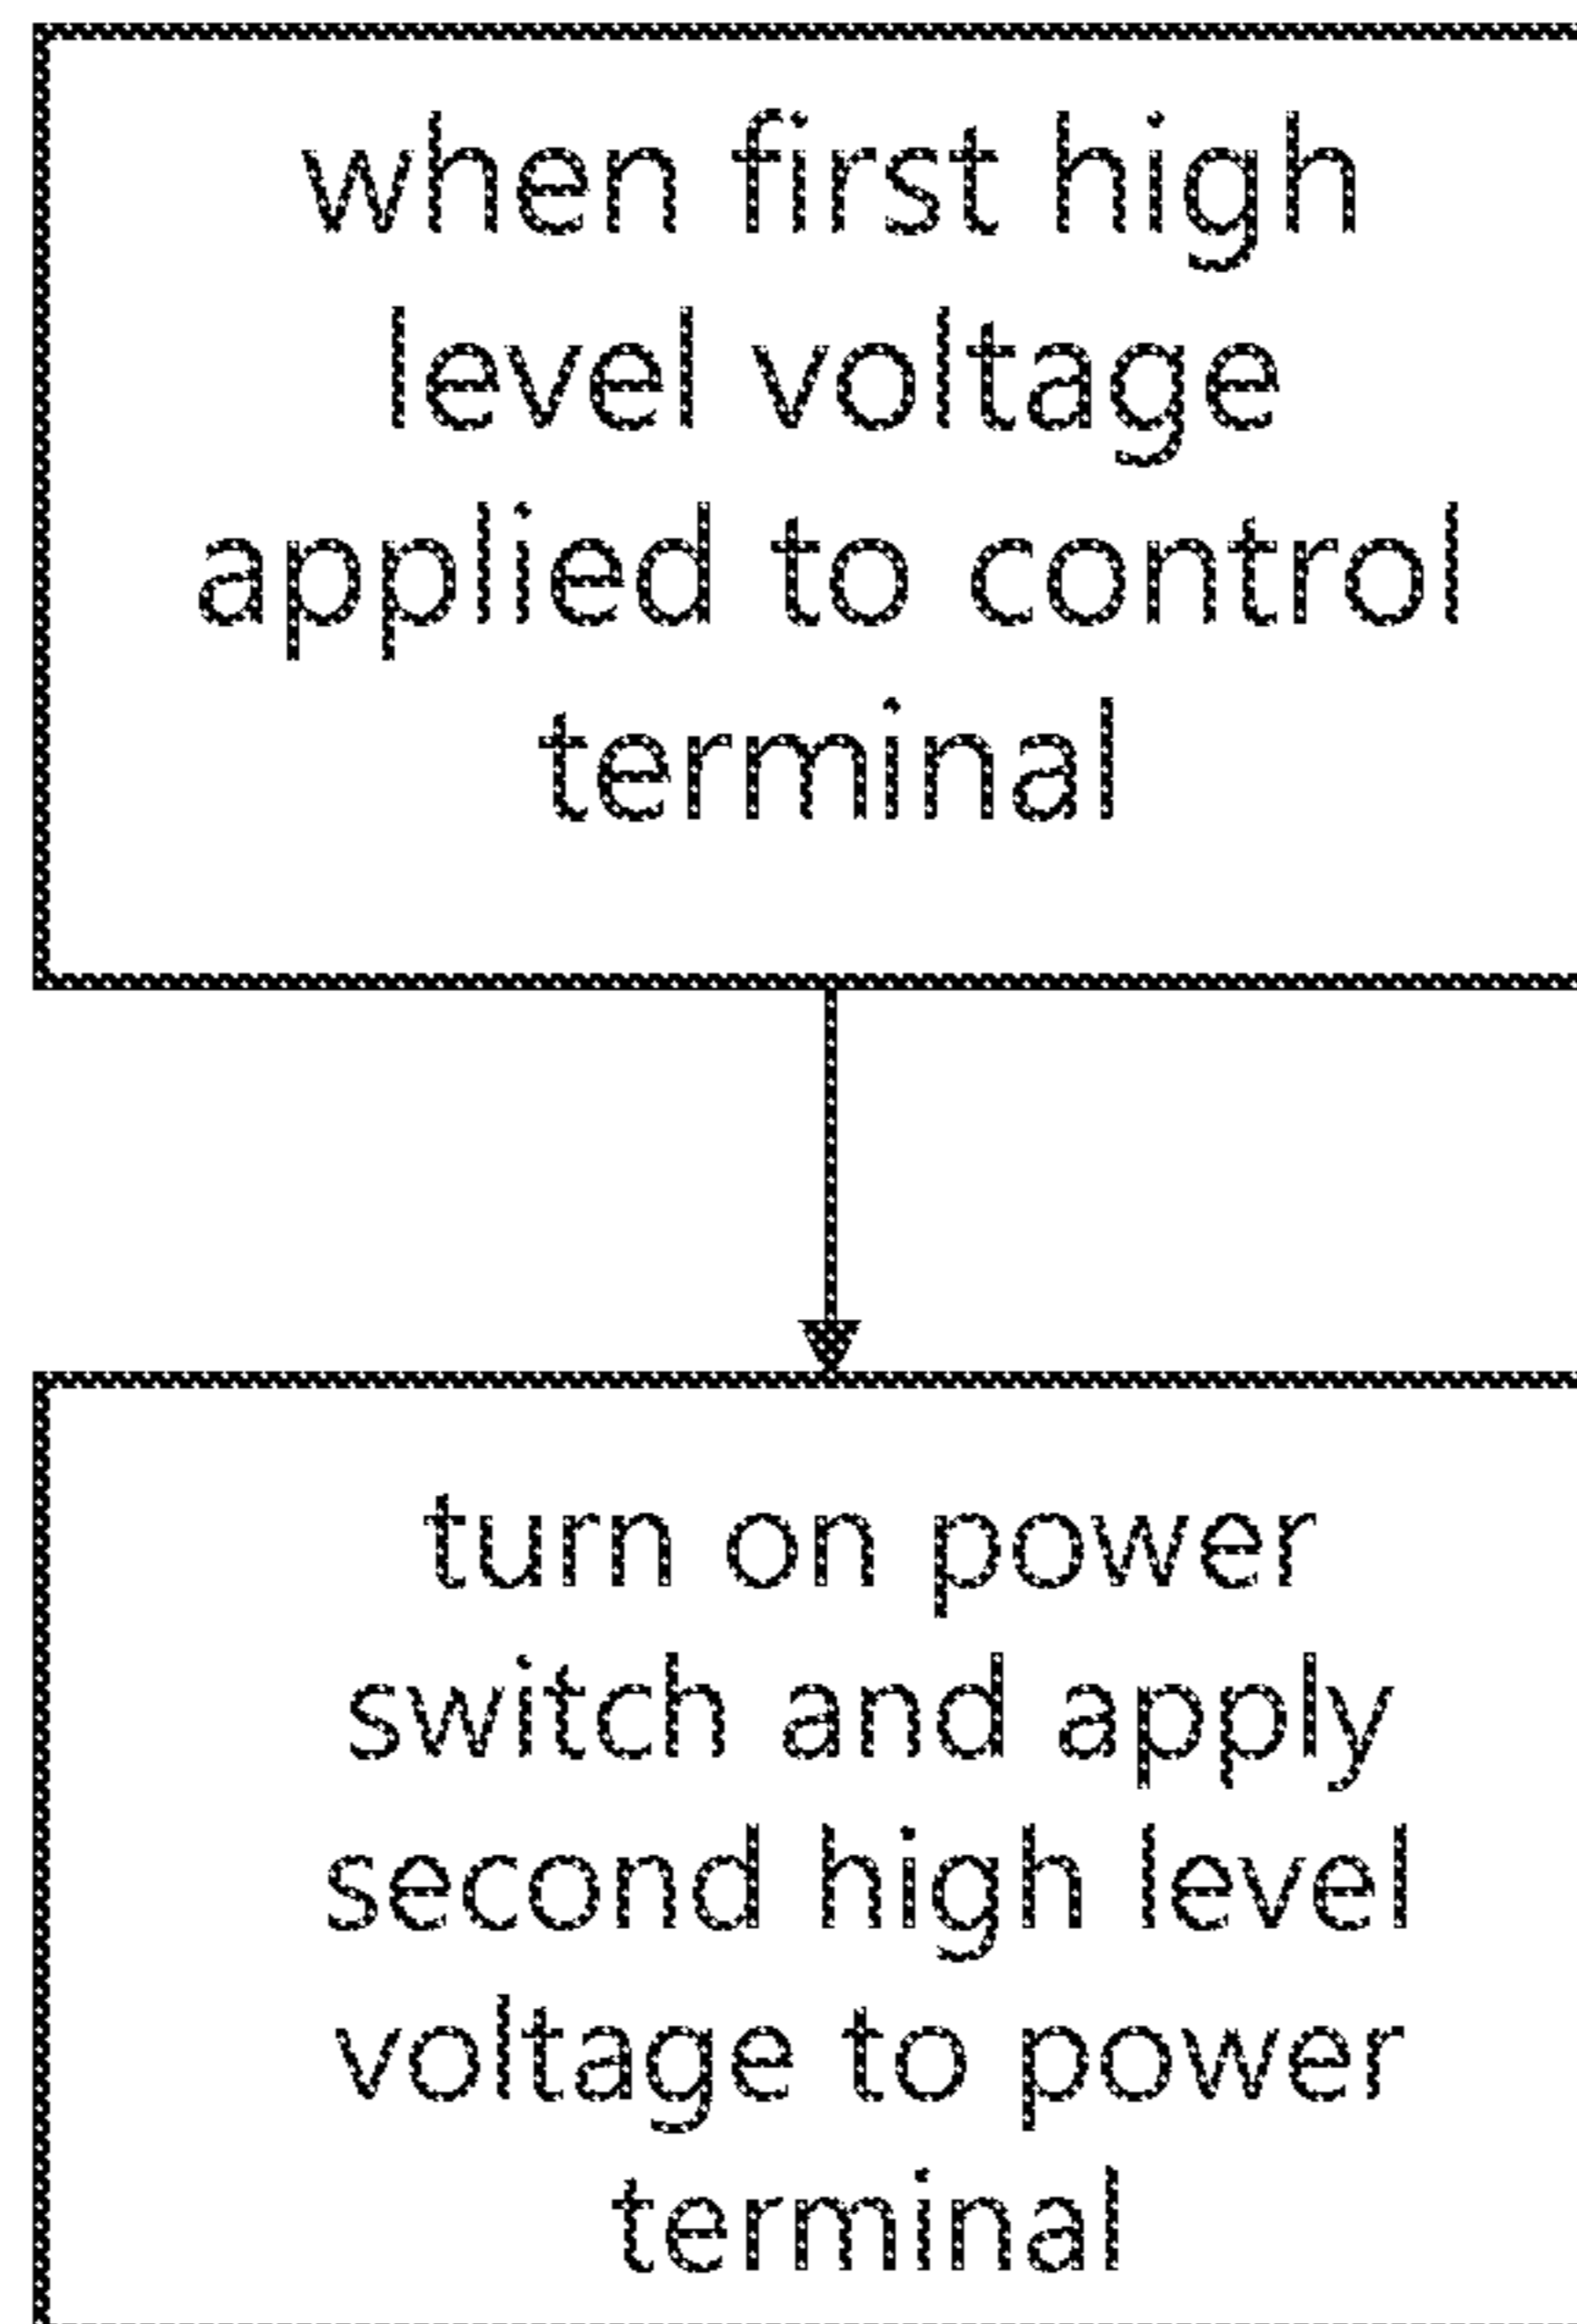 when first high
level voltage
applied to control
terminal
turn on power
switch and apply
second high level
voltage to power
terminal